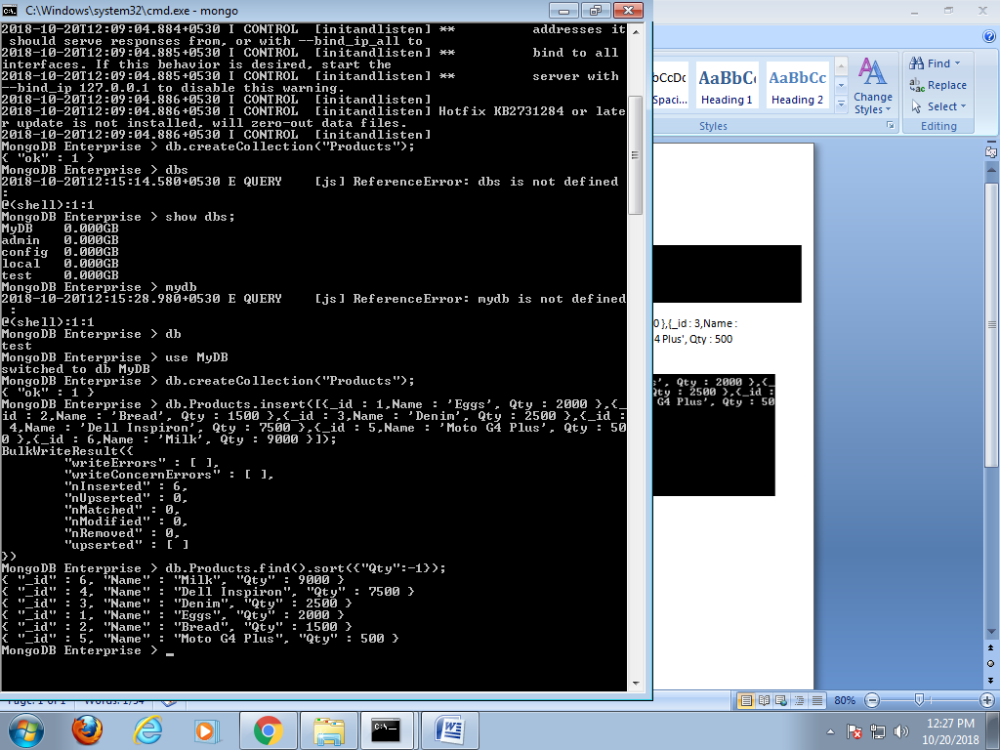 C:\Windows\system32\cmd.exe - mongo
2018-10-20T12:09:04.884+0530 I CONTROL  [initandlisten] **          addresses it
 should serve responses from, or with --bind_ip_all to
2018-10-20T12:09:04.885+0530 I CONTROL  [initandlisten] **          bind to all
interfaces. If this behavior is desired, start the
2018-10-20T12:09:04.885+0530 I CONTROL  [initandlisten] **          server with
--bind_ip 127.0.0.1 to disable this warning.
2018-10-20T12:09:04.886+0530 I CONTROL  [initandlisten]
2018-10-20T12:09:04.886+0530 I CONTROL  [initandlisten] Hotfix KB2731284 or late
r update is not installed, will zero-out data files.
2018-10-20T12:09:04.886+0530 I CONTROL  [initandlisten]
MongoDB Enterprise > db.createCollection("Products");
{ "ok" : 1 }
MongoDB Enterprise > dbs
2018-10-20T12:15:14.580+0530 E QUERY    [js] ReferenceError: dbs is not defined
:
@(shell):1:1
MongoDB Enterprise > show dbs;
MyDB    0.000GB
admin   0.000GB
config  0.000GB
local   0.000GB
test    0.000GB
MongoDB Enterprise > mydb
2018-10-20T12:15:28.980+0530 E QUERY    [js] ReferenceError: mydb is not defined
 :
@(shell):1:1
MongoDB Enterprise > db
test
MongoDB Enterprise > use MyDB
switched to db MyDB
MongoDB Enterprise > db.createCollection("Products");
{ "ok" : 1 }
MongoDB Enterprise > db.Products.insert([{_id : 1,Name : 'Eggs', Qty : 2000 },{_
id : 2,Name : 'Bread', Qty : 1500 },{_id : 3,Name : 'Denim', Qty : 2500 },{_id :
 4,Name : 'Dell Inspiron', Qty : 7500 },{_id : 5,Name : 'Moto G4 Plus', Qty : 50
0 },{_id : 6,Name : 'Milk', Qty : 9000 }]);
BulkWriteResult({
        "writeErrors" : [ ],
        "writeConcernErrors" : [ ],
        "nInserted" : 6,
        "nUpserted" : 0,
        "nMatched" : 0,
        "nModified" : 0,
        "nRemoved" : 0,
        "upserted" : [ ]
})
MongoDB Enterprise > db.Products.find().sort({"Qty":-1});
{ "_id" : 6, "Name" : "Milk", "Qty" : 9000 }
{ "_id" : 4, "Name" : "Dell Inspiron", "Qty" : 7500 }
{ "_id" : 3, "Name" : "Denim", "Qty" : 2500 }
{ "_id" : 1, "Name" : "Eggs", "Qty" : 2000 }
{ "_id" : 2, "Name" : "Bread", "Qty" : 1500 }
{ "_id" : 5, "Name" : "Moto G4 Plus", "Qty" : 500 }
MongoDB Enterprise > _
bCcDc AaBbCc AaBbCc
Spaci... Heading 1 Heading 2
Change
Styles
Styles
Find
Replace
Select
Editing
0 },{_id : 3,Name :
4 Plus', Qty : 500
s', Qty : 2000 },{_
Qty : 2500 },{_id :
G4 Plus', Qty : 50
Page: 1 of 1 Words: 1/54
80%
12:27 PM
10/20/2018